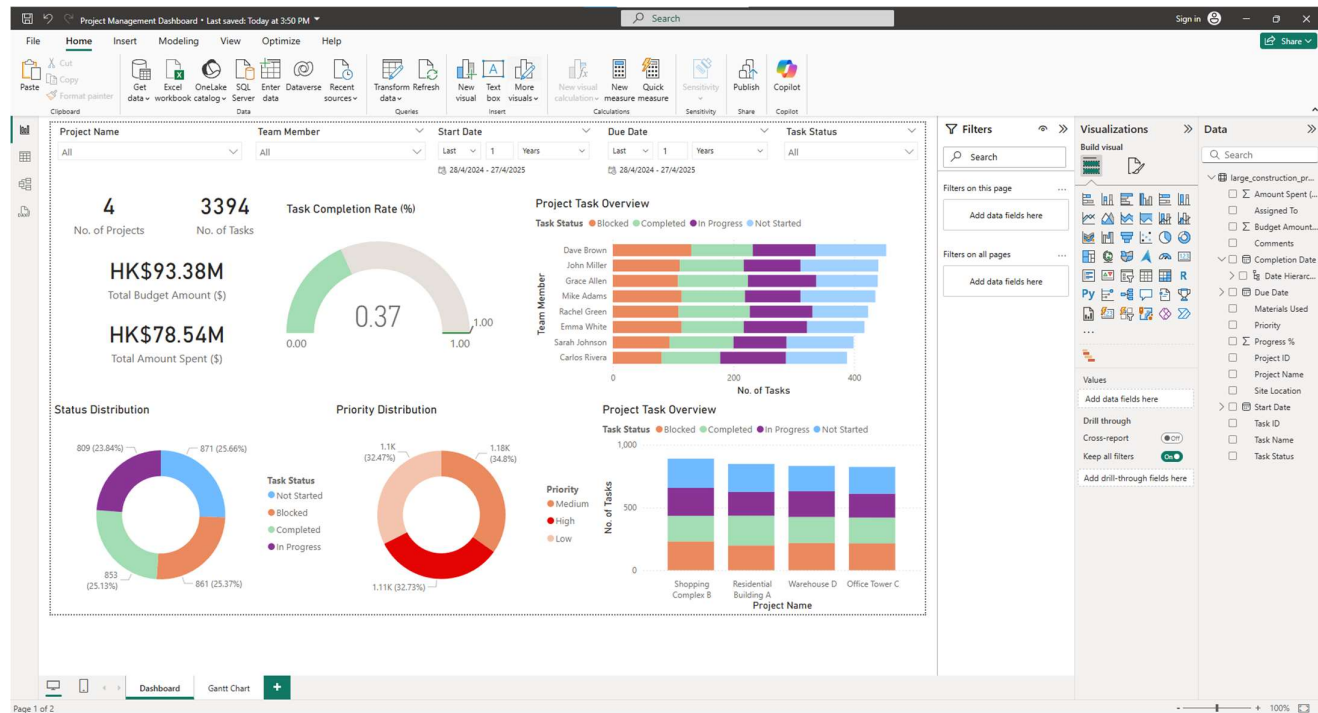 Project Management Dashboard • Last saved: Today at 3:50 PM
Search
Sign in
File Home Insert Modeling View Optimize Help
Share
Paste
Cut
Copy
Format painter
Get data
Excel workbook
OneLake catalog
SQL Server
Enter data
Dataverse
Recent sources
Transform data
Refresh
New visual
Text box
More visuals
New visual calculation
New measure
Quick measure
Sensitivity
Publish
Copilot
Clipboard
Data
Queries
Insert
Calculations
Sensitivity
Share
Copilot
Project Name
All
Team Member
All
Start Date
Last 1 Years
28/4/2024 - 27/4/2025
Due Date
Last 1 Years
28/4/2024 - 27/4/2025
Task Status
All
4
No. of Projects
3394
No. of Tasks
HK$93.38M
Total Budget Amount ($)
HK$78.54M
Total Amount Spent ($)
Task Completion Rate (%)
0.37
0.00
1.00
1.00
Project Task Overview
Task Status Blocked Completed In Progress Not Started
Team Member
Dave Brown
John Miller
Grace Allen
Mike Adams
Rachel Green
Emma White
Sarah Johnson
Carlos Rivera
0 200 400
No. of Tasks
Status Distribution
809 (23.84%)
871 (25.66%)
853
(25.13%)
861 (25.37%)
Task Status
Not Started
Blocked
Completed
In Progress
Priority Distribution
1.1K
(32.47%)
1.18K
(34.8%)
1.11K (32.73%)
Priority
Medium
High
Low
Project Task Overview
Task Status Blocked Completed In Progress Not Started
No. of Tasks
1,000
500
0
Shopping
Complex B
Residential
Building A
Warehouse D
Office Tower C
Project Name
Filters
Search
Filters on this page
...
Add data fields here
Filters on all pages
...
Add data fields here
Visualizations
Build visual
R
Py
123
...
Values
Add data fields here
Drill through
Cross-report
Off
Keep all filters
On
Add drill-through fields here
Data
Search
large_construction_pr...
Amount Spent (...
Assigned To
Budget Amount...
Comments
Completion Date
Date Hierarc...
Due Date
Materials Used
Priority
Progress %
Project ID
Project Name
Site Location
Start Date
Task ID
Task Name
Task Status
Dashboard
Gantt Chart
Page 1 of 2
- + 100%